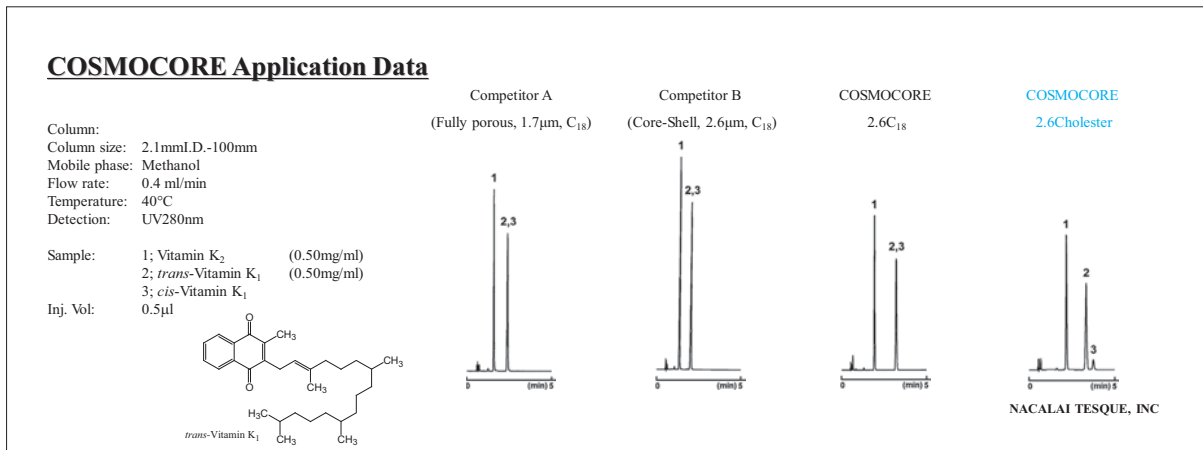 COSMOCORE Application Data
Column:
Column size: 2.1mmI.D.-100mm
Mobile phase: Methanol
Flow rate: 0.4 ml/min
Temperature: 40°C
Detection: UV280nm
Sample: 1; Vitamin K₂ (0.50mg/ml)
2; trans-Vitamin K₁ (0.50mg/ml)
3; cis-Vitamin K₁
Inj. Vol: 0.5μl
O
CH₃
O
CH₃
CH₃
H₃C
CH₃
CH₃
trans-Vitamin K₁
Competitor A
(Fully porous, 1.7μm, C₁₈)
1
2,3
0
(min) 5
Competitor B
(Core-Shell, 2.6μm, C₁₈)
1
2,3
0
(min) 5
COSMOCORE
2.6C₁₈
1
2,3
0
(min) 5
COSMOCORE
2.6Cholester
1
2
3
0
(min) 5
NACALAI TESQUE, INC